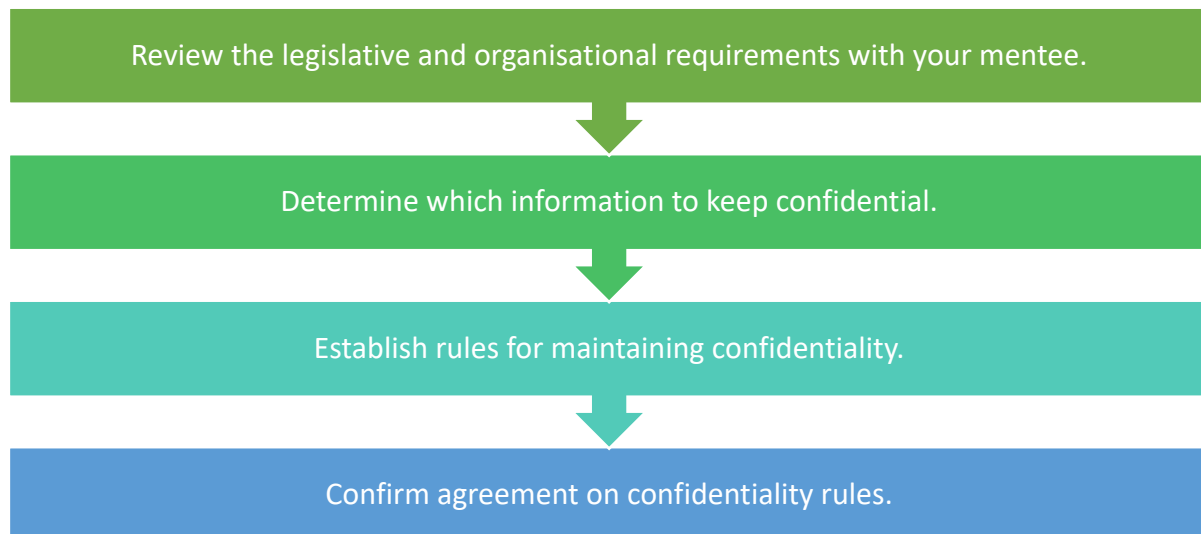 Review the legislative and organisational requirements with your mentee.
Determine which information to keep confidential.
Establish rules for maintaining confidentiality.
Confirm agreement on confidentiality rules.